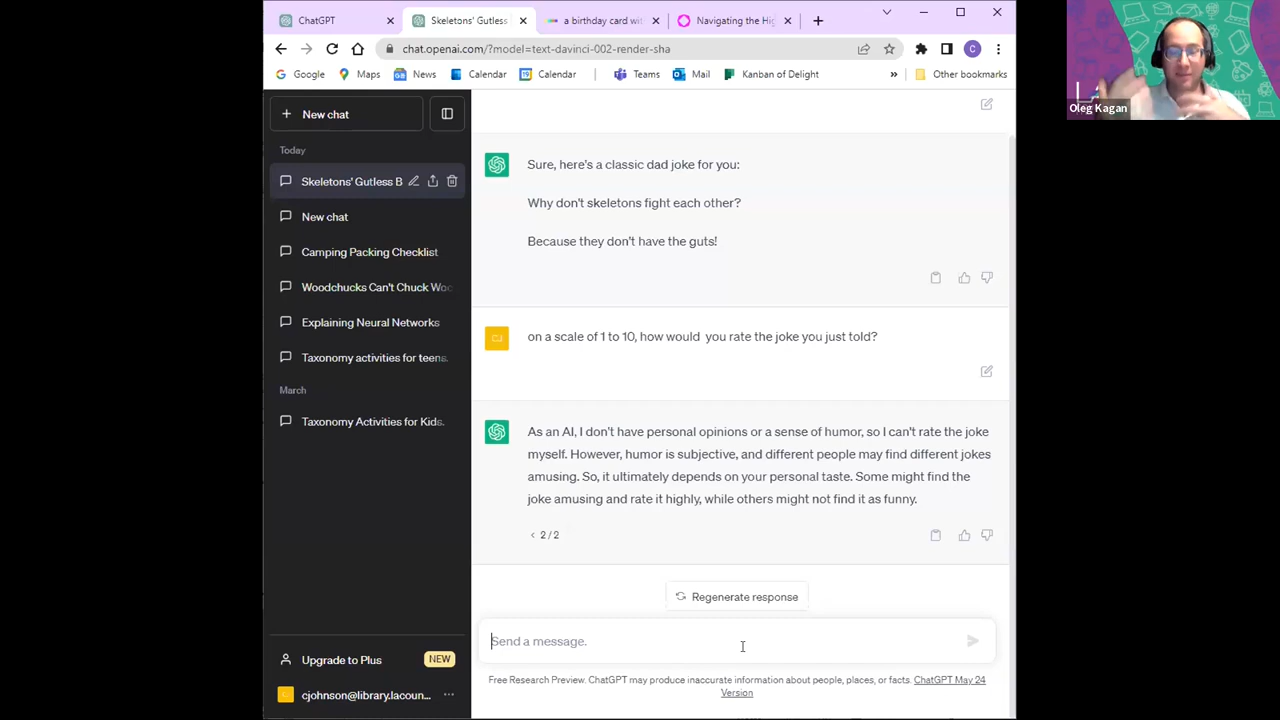 ChatGPT
Skeletons' Gutless
a birthday card with
Navigating the Hig
chat.openai.com/?model=text-davinci-002-render-sha
C
Google
Maps
News
Calendar
Calendar
Teams
Mail
Kanban of Delight
»
Other bookmarks
Oleg Kagan
+ New chat
Today
Skeletons' Gutless B
New chat
Camping Packing Checklist
Woodchucks Can't Chuck Woo
Explaining Neural Networks
Taxonomy activities for teens.
March
Taxonomy Activities for Kids.
Upgrade to Plus
NEW
CJ
cjohnson@library.lacoun...
Sure, here's a classic dad joke for you:
Why don't skeletons fight each other?
Because they don't have the guts!
CJ
on a scale of 1 to 10, how would you rate the joke you just told?
As an AI, I don't have personal opinions or a sense of humor, so I can't rate the joke
myself. However, humor is subjective, and different people may find different jokes
amusing. So, it ultimately depends on your personal taste. Some might find the
joke amusing and rate it highly, while others might not find it as funny.
< 2 / 2
Regenerate response
Send a message.
Free Research Preview. ChatGPT may produce inaccurate information about people, places, or facts. ChatGPT May 24
Version